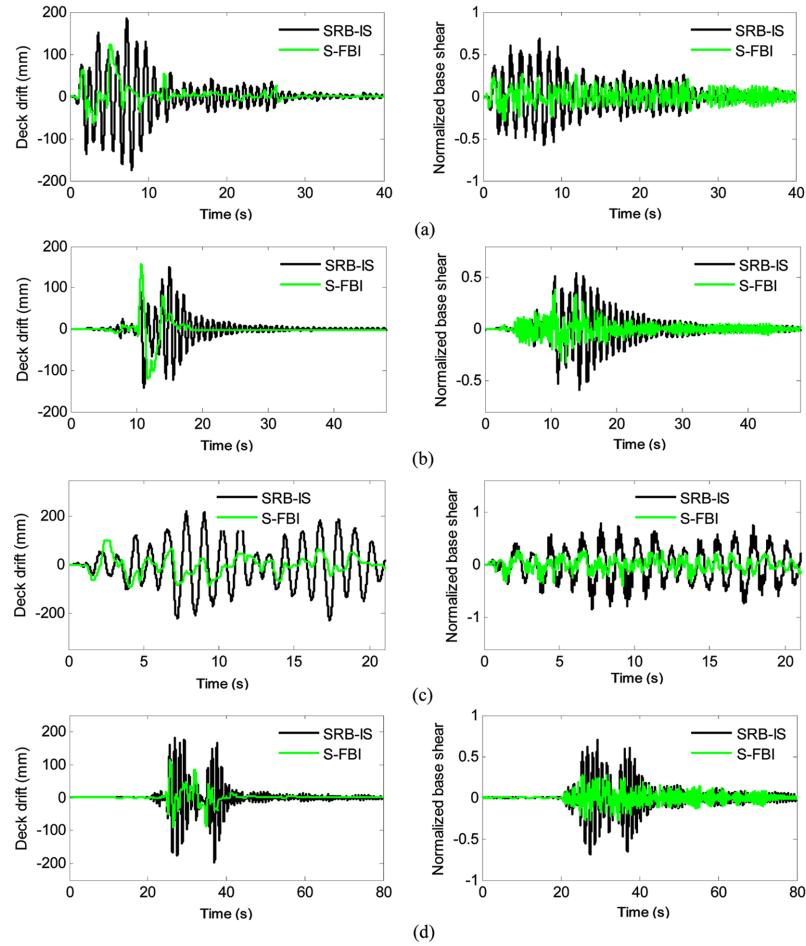 Deck drift (mm)
200
100
0
-100
-200
SRB-IS
S-FBI
0 10 20 30 40
Time (s)
Normalized base shear
1
0.5
0
-0.5
-1
SRB-IS
S-FBI
0 10 20 30 40
Time (s)
(a)
Deck drift (mm)
200
100
0
-100
-200
SRB-IS
S-FBI
0 10 20 30 40
Time (s)
Normalized base shear
0.5
0
-0.5
SRB-IS
S-FBI
0 10 20 30 40
Time (s)
(b)
Deck drift (mm)
200
0
-200
SRB-IS
S-FBI
0 5 10 15 20
Time (s)
Normalized base shear
1
0
-1
SRB-IS
S-FBI
0 5 10 15 20
Time (s)
(c)
Deck drift (mm)
200
100
0
-100
-200
SRB-IS
S-FBI
0 20 40 60 80
Time (s)
Normalized base shear
1
0.5
0
-0.5
-1
SRB-IS
S-FBI
0 20 40 60 80
Time (s)
(d)